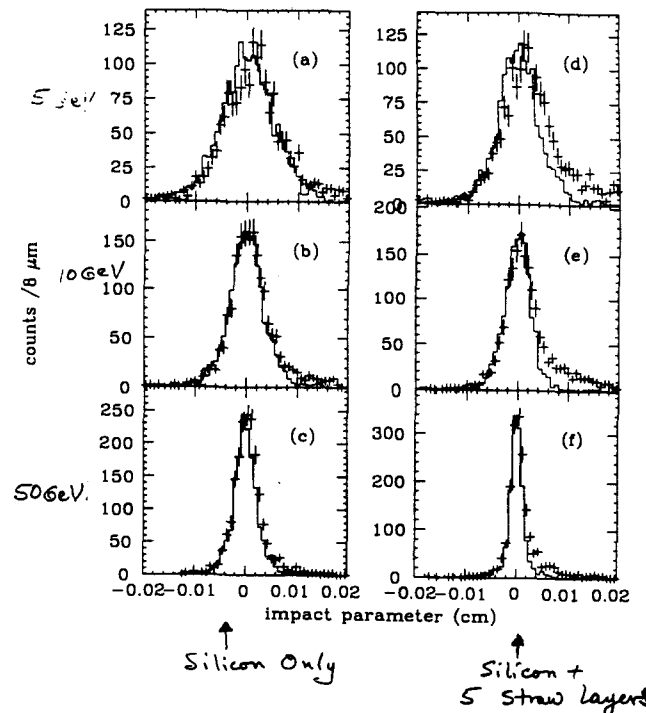 (a)
(d)
5 GeV
125
100
75
50
25
0
125
100
75
50
25
0
200
(b)
(e)
10 GeV
counts /8 μm
150
100
50
0
150
100
50
0
(c)
(f)
50 GeV.
250
200
150
100
50
0
300
200
100
0
−0.02 −0.01 0 0.01 0.02
−0.02 −0.01 0 0.01 0.02
impact parameter (cm)
Silicon Only
Silicon +
5 Straw Layers